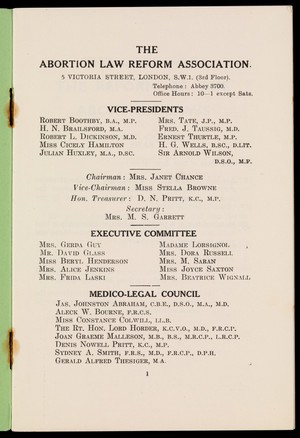 THE
ABORTION LAW REFORM ASSOCIATION.
5 VICTORIA STREET, LONDON, S.W.1. (3rd Floor).
Telephone: Abbey 3700.
Office Hours: 10—1 except Sats.
VICE-PRESIDENTS
ROBERT BOOTHBY, B.A., M.P.
H. N. BRAILSFORD, M.A.
ROBERT L. DICKINSON, M.D.
MISS CICELY HAMILTON
JULIAN HUXLEY, M.A., D.SC.
MRS. TATE, J.P., M.P.
FRED. J. TAUSSIG, M.D.
ERNEST THURTLE, M.P.
H. G. WELLS, B.SC., D.LIT.
SIR ARNOLD WILSON,
D.S.O., M.P.
Chairman: MRS. JANET CHANCE
Vice-Chairman: MISS STELLA BROWNE
Hon. Treasurer: D. N. PRITT, K.C., M.P.
Secretary:
MRS. M. S. GARRETT
EXECUTIVE COMMITTEE
MRS. GERDA GUY
MR. DAVID GLASS
MISS BERYL HENDERSON
MRS. ALICE JENKINS
MRS. FRIDA LASKI
MADAME LORSIGNOL
MRS. DORA RUSSELL
MRS. M. SARAN
MISS JOYCE SAXTON
MRS. BEATRICE WIGNALL
MEDICO-LEGAL COUNCIL
JAS. JOHNSTON ABRAHAM, C.B.E., D.S.O., M.A., M.D.
ALECK W. BOURNE, F.R.C.S.
MISS CONSTANCE COLWILL, LL.B.
THE RT. HON. LORD HORDER, K.C.V.O., M.D., F.R.C.P.
JOAN GRAEME MALLESON, M.B., B.S., M.R.C.P., L.R.C.P.
DENIS NOWELL PRITT, K.C., M.P.
SYDNEY A. SMITH, F.R.S., M.D., F.R.C.P., D.P.H.
GERALD ALFRED THESIGER, M.A.
1